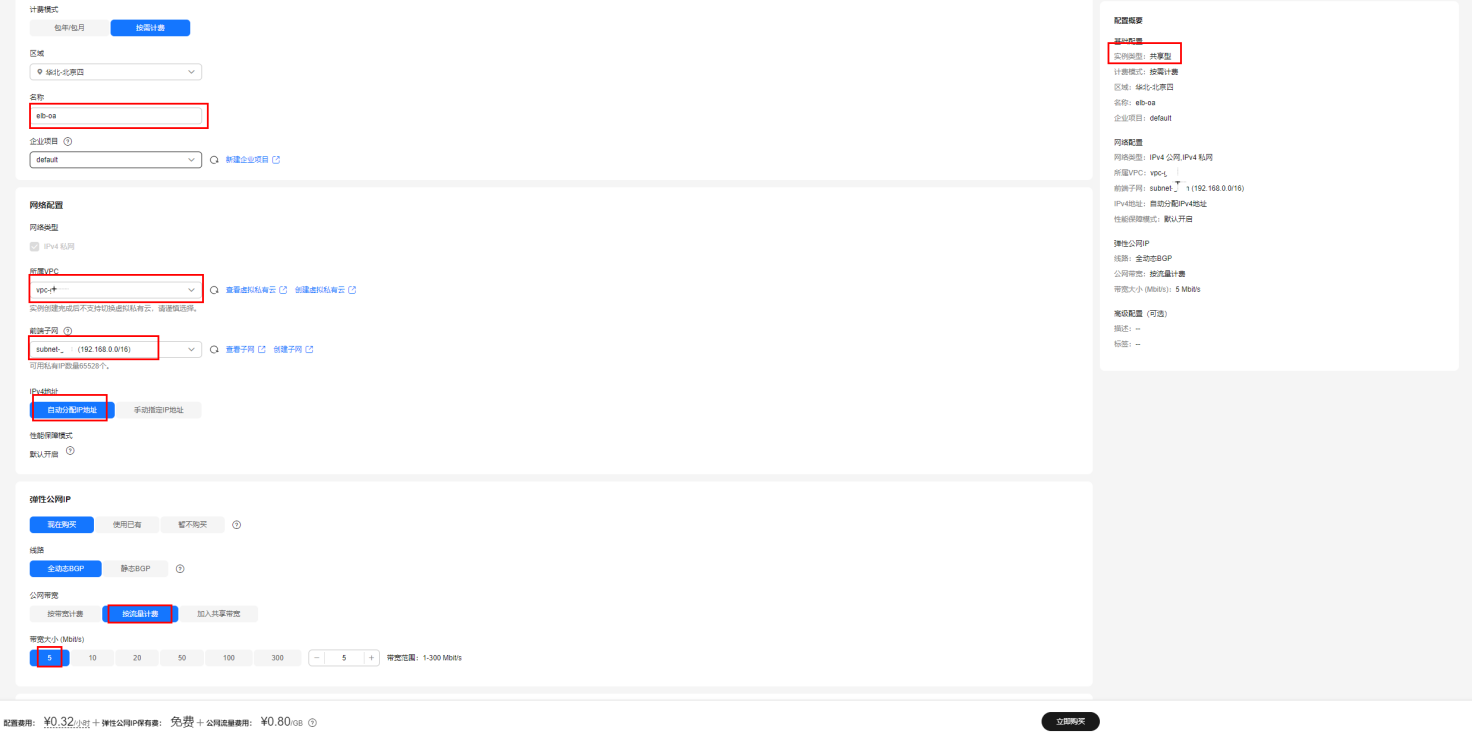 计费模式
包年/包月 按需计费
区域
华北-北京四
名称
elb-oa
企业项目
default 新建企业项目
网络配置
网络类型
IPv4 私网
所属VPC
查看虚拟私有云 创建虚拟私有云
实例创建完成后不支持切换虚拟私有云，请谨慎选择。
前端子网
subnet-_ (192.168.0.0/16) 查看子网 创建子网
可用私有IP数量65528个。
IPv4地址
自动分配IP地址 手动指定IP地址
性能保障模式
默认开启
弹性公网IP
现在购买 使用已有 暂不购买
线路
全动态BGP 静态BGP
公网带宽
按带宽计费 按流量计费 加入共享带宽
带宽大小 (Mbit/s)
5 10 20 50 100 300 − 5 + 带宽范围：1-300 Mbit/s
配置费用： ¥0.32/小时 + 弹性公网IP保有费： 免费 + 公网流量费用： ¥0.80/GB 立即购买
配置概要
基础配置
实例类型：共享型
计费模式：按需计费
区域：华北-北京四
名称：elb-oa
企业项目：default
网络配置
网络类型：IPv4 公网,IPv4 私网
所属VPC：
前端子网：subnet-_ (192.168.0.0/16)
IPv4地址：自动分配IPv4地址
性能保障模式：默认开启
弹性公网IP
线路：全动态BGP
公网带宽：按流量计费
带宽大小 (Mbit/s)：5 Mbit/s
高级配置（可选）
描述：--
标签：--